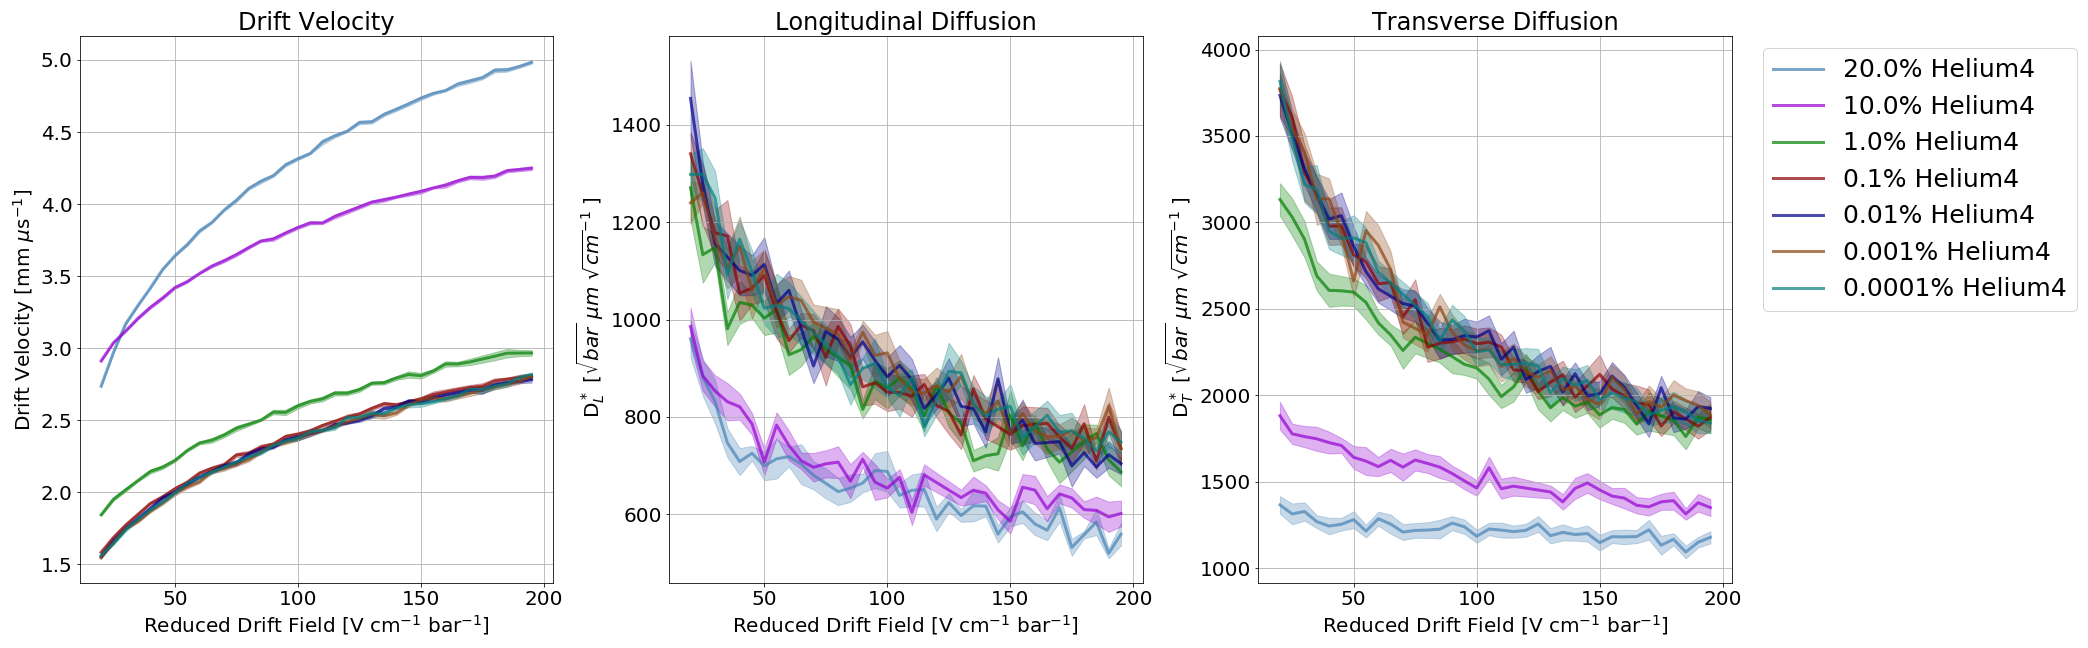 Drift Velocity
Drift Velocity [mm μs⁻¹]
5.0
4.5
4.0
3.5
3.0
2.5
2.0
1.5
50 100 150 200
Reduced Drift Field [V cm⁻¹ bar⁻¹]
Longitudinal Diffusion
D*L [√bar μm √cm⁻¹ ]
1400
1200
1000
800
600
50 100 150 200
Reduced Drift Field [V cm⁻¹ bar⁻¹]
Transverse Diffusion
D*T [√bar μm √cm⁻¹ ]
4000
3500
3000
2500
2000
1500
1000
50 100 150 200
Reduced Drift Field [V cm⁻¹ bar⁻¹]
20.0% Helium4
10.0% Helium4
1.0% Helium4
0.1% Helium4
0.01% Helium4
0.001% Helium4
0.0001% Helium4